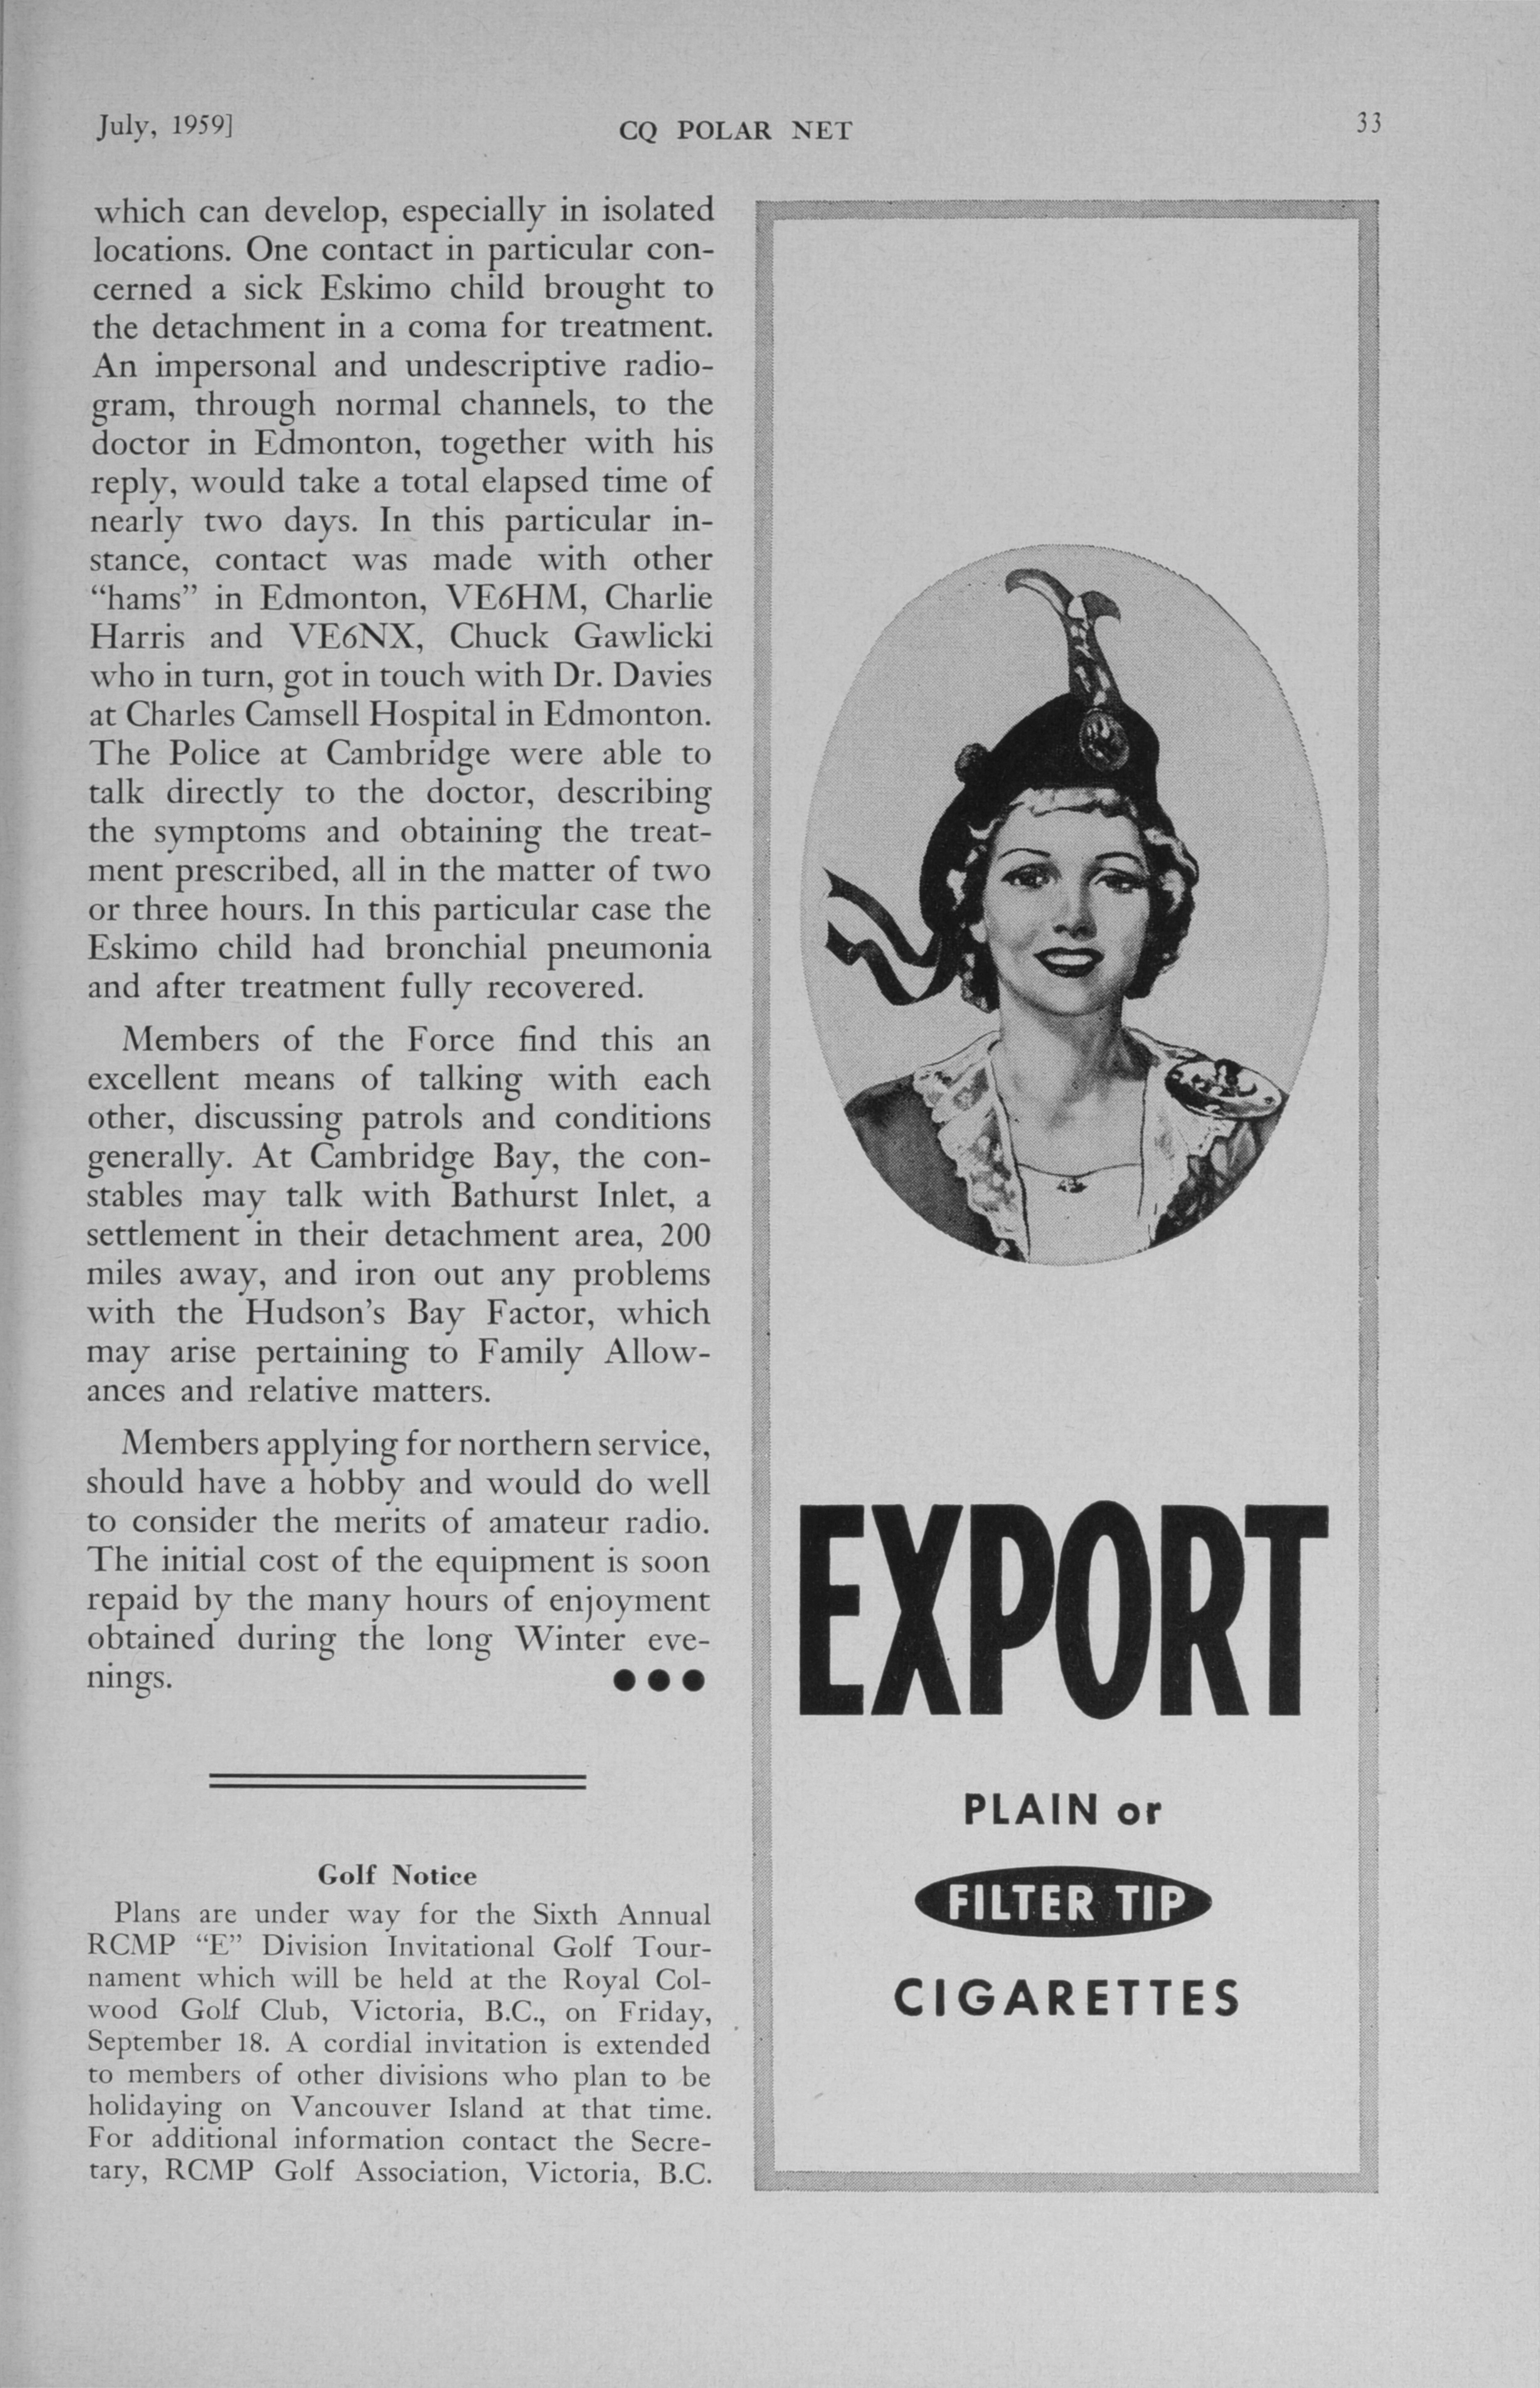 July, 1959]
CQ POLAR NET
33
which can develop, especially in isolated
locations. One contact in particular con-
cerned a sick Eskimo child brought to
the detachment in a coma for treatment.
An impersonal and undescriptive radio-
gram, through normal channels, to the
doctor in Edmonton, together with his
reply, would take a total elapsed time of
nearly two days. In this particular in-
stance, contact was made with other
“hams” in Edmonton, VE6HM, Charlie
Harris and VE6NX, Chuck Gawlicki
who in turn, got in touch with Dr. Davies
at Charles Camsell Hospital in Edmonton.
The Police at Cambridge were able to
talk directly to the doctor, describing
the symptoms and obtaining the treat-
ment prescribed, all in the matter of two
or three hours. In this particular case the
Eskimo child had bronchial pneumonia
and after treatment fully recovered.
Members of the Force find this an
excellent means of talking with each
other, discussing patrols and conditions
generally. At Cambridge Bay, the con-
stables may talk with Bathurst Inlet, a
settlement in their detachment area, 200
miles away, and iron out any problems
with the Hudson’s Bay Factor, which
may arise pertaining to Family Allow-
ances and relative matters.
Members applying for northern service,
should have a hobby and would do well
to consider the merits of amateur radio.
The initial cost of the equipment is soon
repaid by the many hours of enjoyment
obtained during the long Winter eve-
nings. ●●●
Golf Notice
Plans are under way for the Sixth Annual
RCMP “E” Division Invitational Golf Tour-
nament which will be held at the Royal Col-
wood Golf Club, Victoria, B.C., on Friday,
September 18. A cordial invitation is extended
to members of other divisions who plan to be
holidaying on Vancouver Island at that time.
For additional information contact the Secre-
tary, RCMP Golf Association, Victoria, B.C.
EXPORT
PLAIN or
FILTER TIP
CIGARETTES